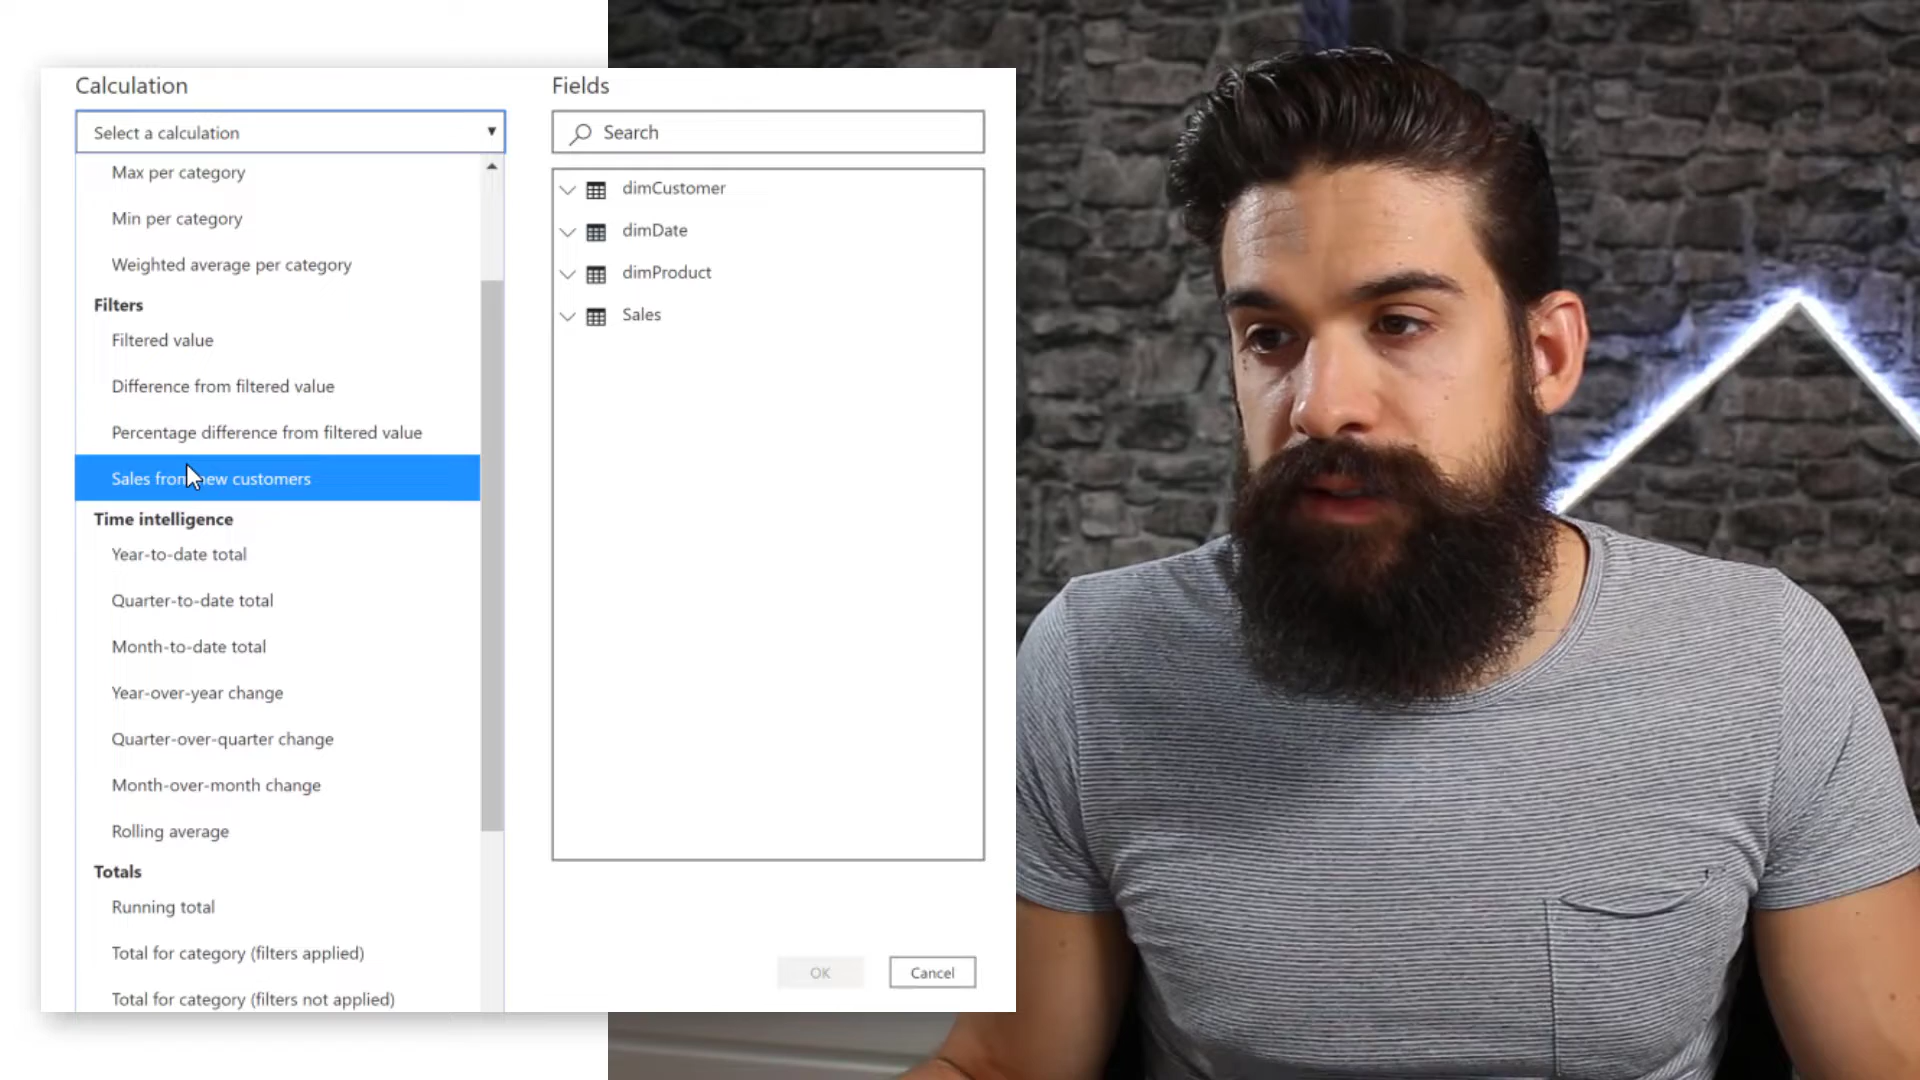 Calculation
Select a calculation
Max per category
Min per category
Weighted average per category
Filters
Filtered value
Difference from filtered value
Percentage difference from filtered value
Sales from new customers
Time intelligence
Year-to-date total
Quarter-to-date total
Month-to-date total
Year-over-year change
Quarter-over-quarter change
Month-over-month change
Rolling average
Totals
Running total
Total for category (filters applied)
Total for category (filters not applied)
Fields
Search
dimCustomer
dimDate
dimProduct
Sales
OK
Cancel